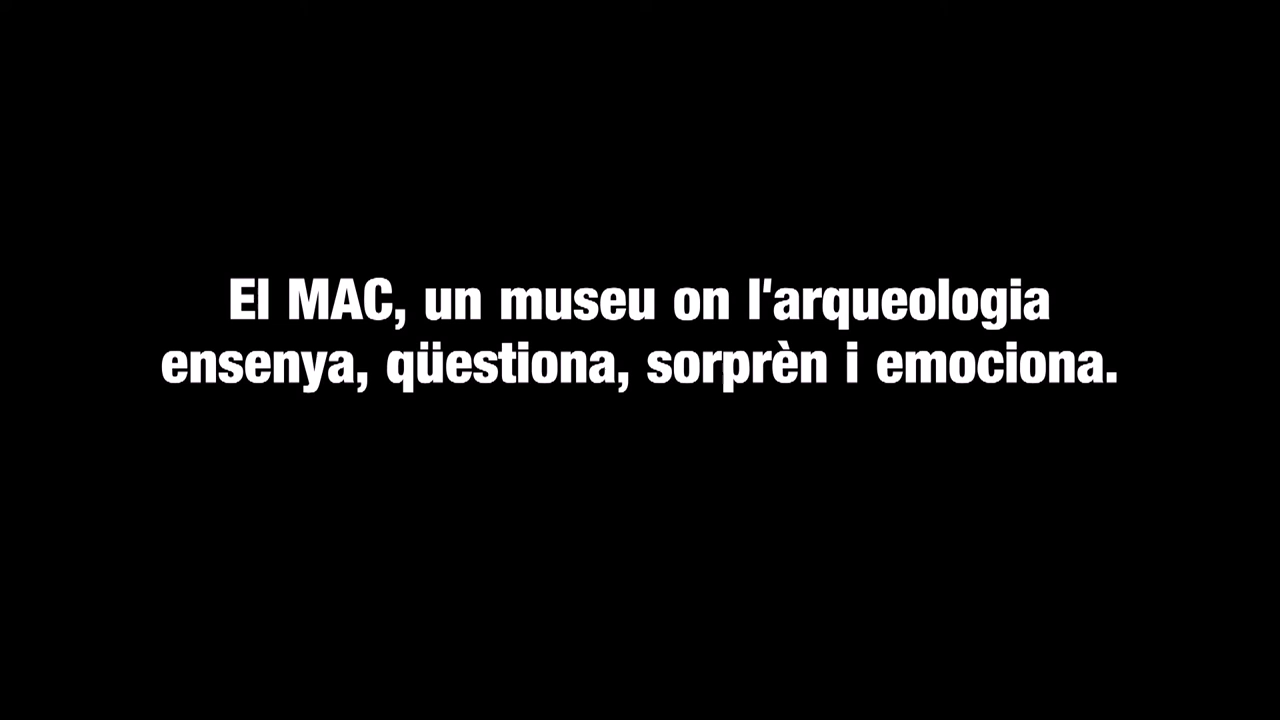 El MAC, un museu on l'arqueologia
ensenya, qüestiona, sorprèn i emociona.